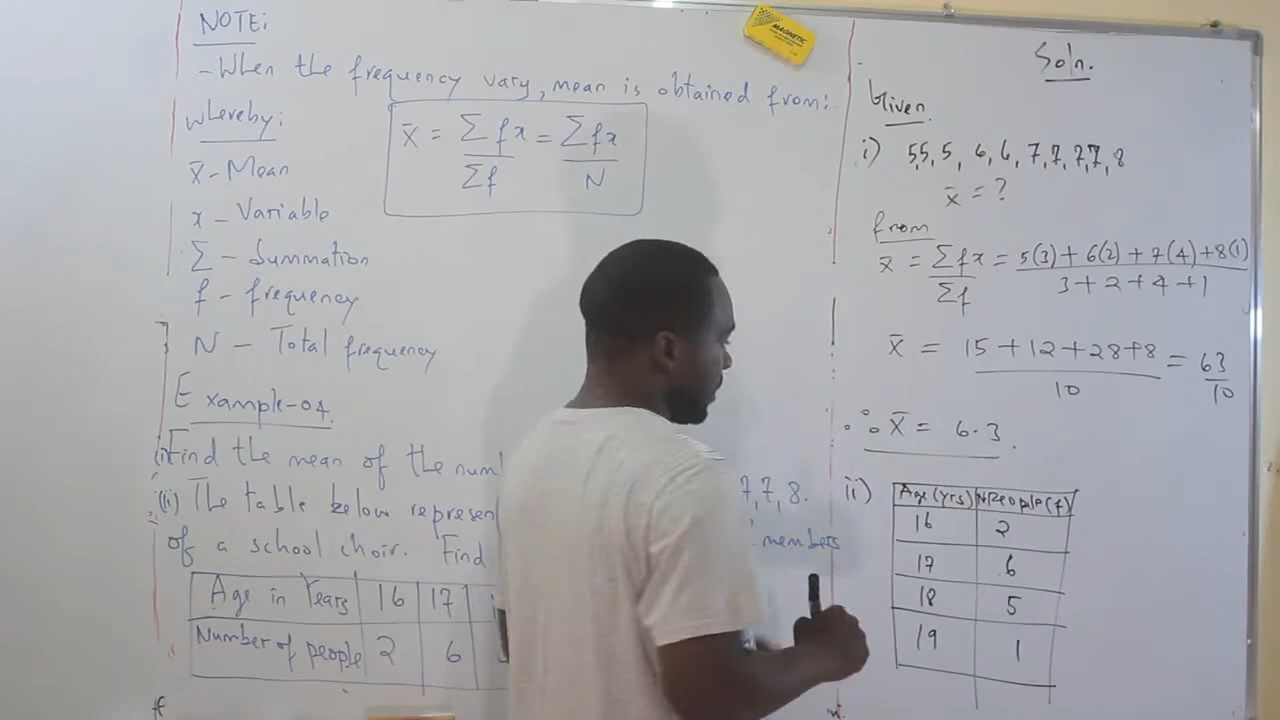 NOTE:
- When the frequency vary, mean is obtained from:
whereby:
x̄ = Σfx/Σf = Σfx/N
x̄ - Mean
x - Variable
Σ - Summation
f - frequency
N - Total frequency
Example-04.
(i) Find the mean of the num 7,7,8.
(ii) The table below represen
of a school choir. Find members
Age in Years 16 17
Number of people 2 6
MAGNETIC
Soln.
Given
i) 5,5,5, 6,6,7,7,7,7,8
x̄ = ?
from
x̄ = Σfx/Σf = 5(3) + 6(2) + 7(4) + 8(1)/3+2+4+1
x̄ = 15+12+28+8/10 = 63/10
∴ x̄ = 6.3.
ii)
Age(yrs) NPeople(f)
16 2
17 6
18 5
19 1